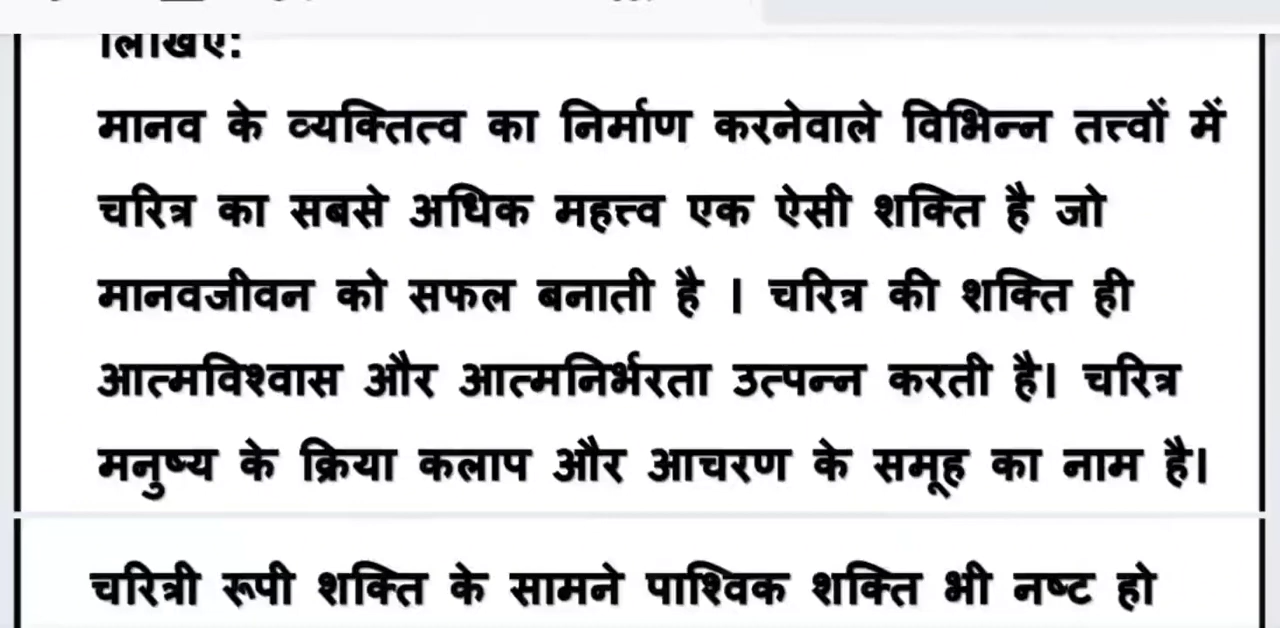 लिखिए:
मानव के व्यक्तित्व का निर्माण करनेवाले विभिन्न तत्त्वों में
चरित्र का सबसे अधिक महत्त्व एक ऐसी शक्ति है जो
मानवजीवन को सफल बनाती है । चरित्र की शक्ति ही
आत्मविश्वास और आत्मनिर्भरता उत्पन्न करती है। चरित्र
मनुष्य के क्रिया कलाप और आचरण के समूह का नाम है।
चरित्री रूपी शक्ति के सामने पाश्विक शक्ति भी नष्ट हो